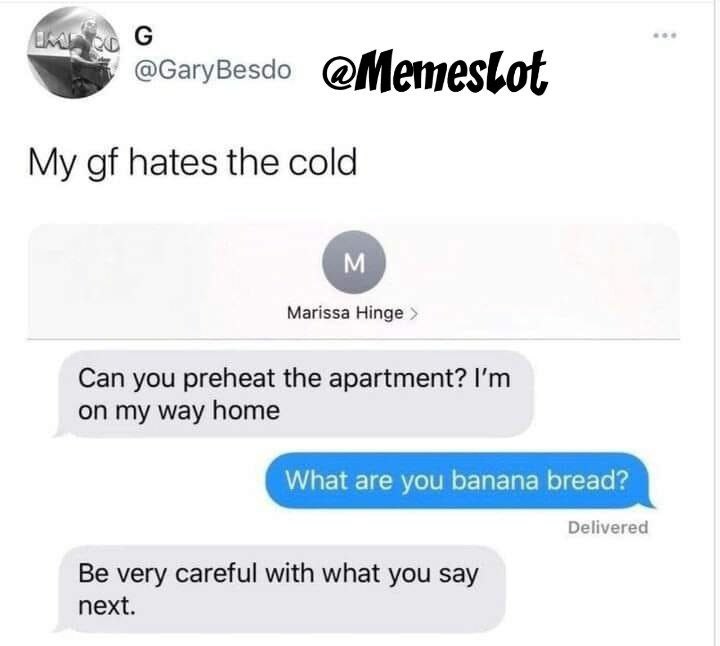 G
@GaryBesdo
@MemesLot
My gf hates the cold
M
Marissa Hinge >
Can you preheat the apartment? I'm
on my way home
What are you banana bread?
Delivered
Be very careful with what you say
next.